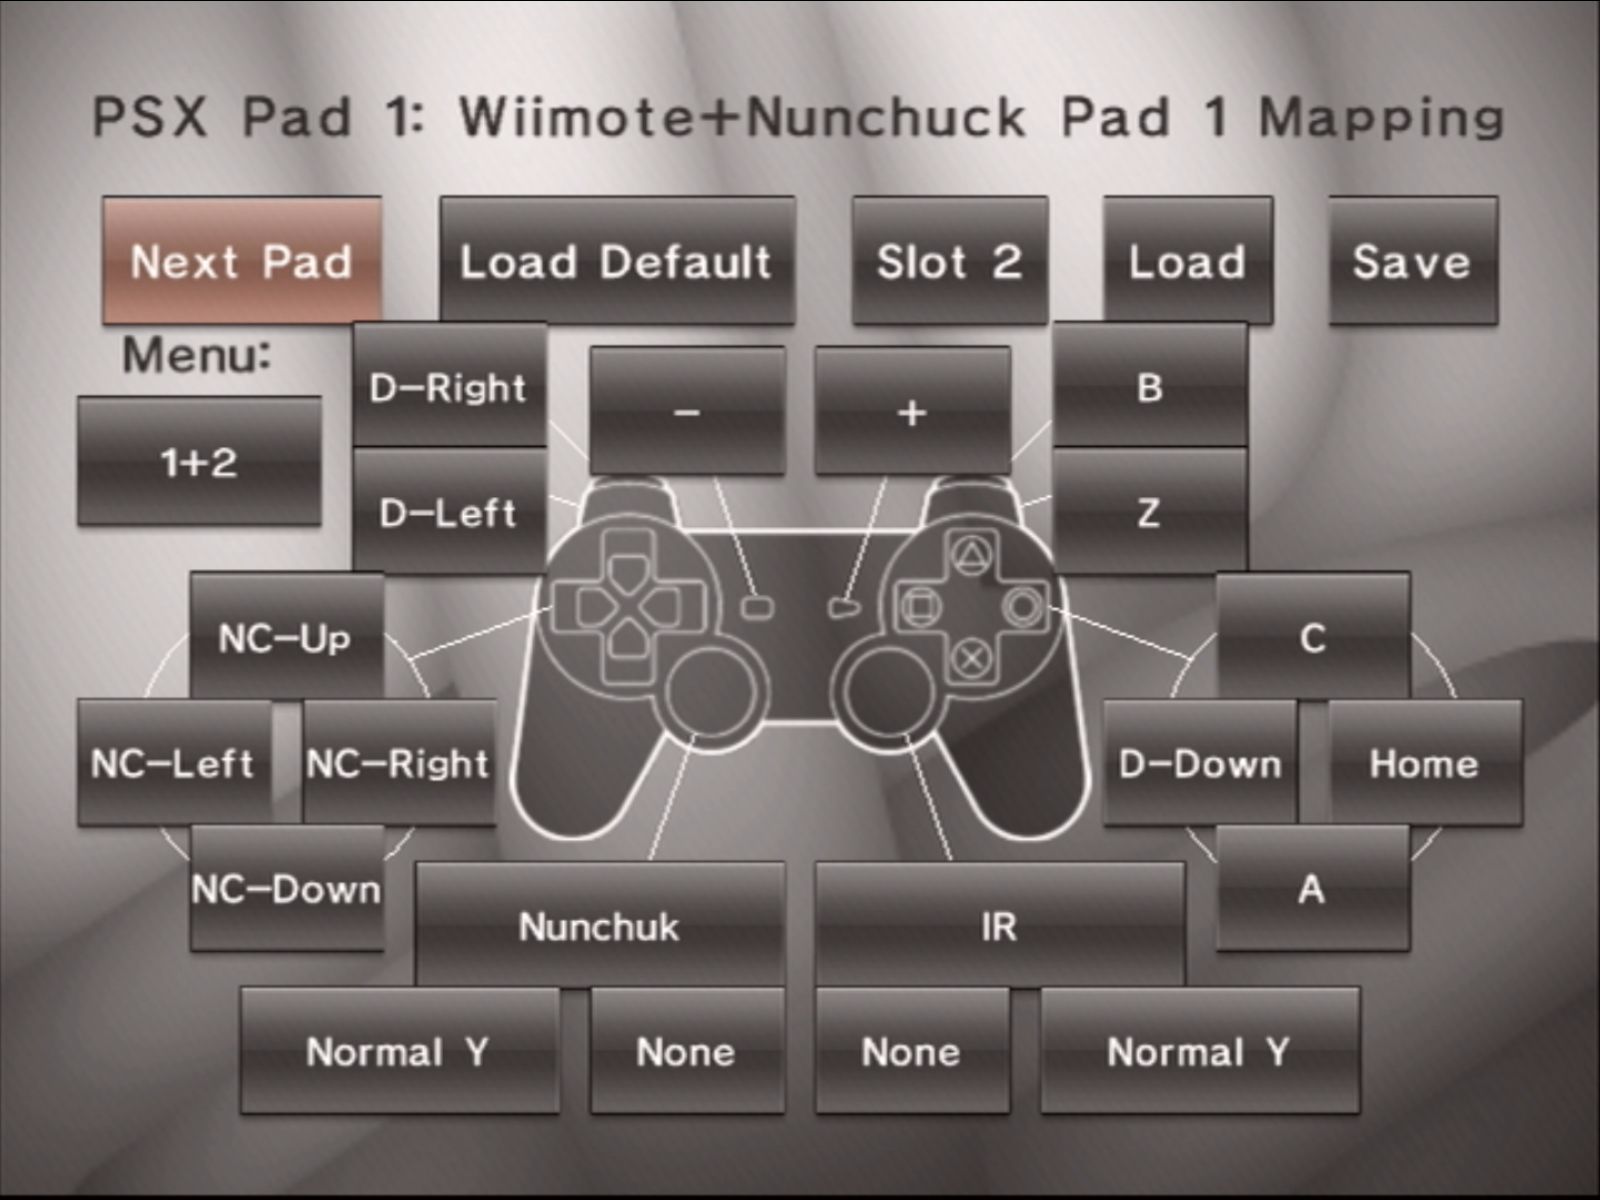 PSX Pad 1: Wiimote+Nunchuck Pad 1 Mapping
Next Pad
Load Default
Slot 2
Load
Save
Menu:
1+2
D-Right
-
+
B
D-Left
Z
NC-Up
C
NC-Left
NC-Right
D-Down
Home
NC-Down
A
Nunchuk
IR
Normal Y
None
None
Normal Y